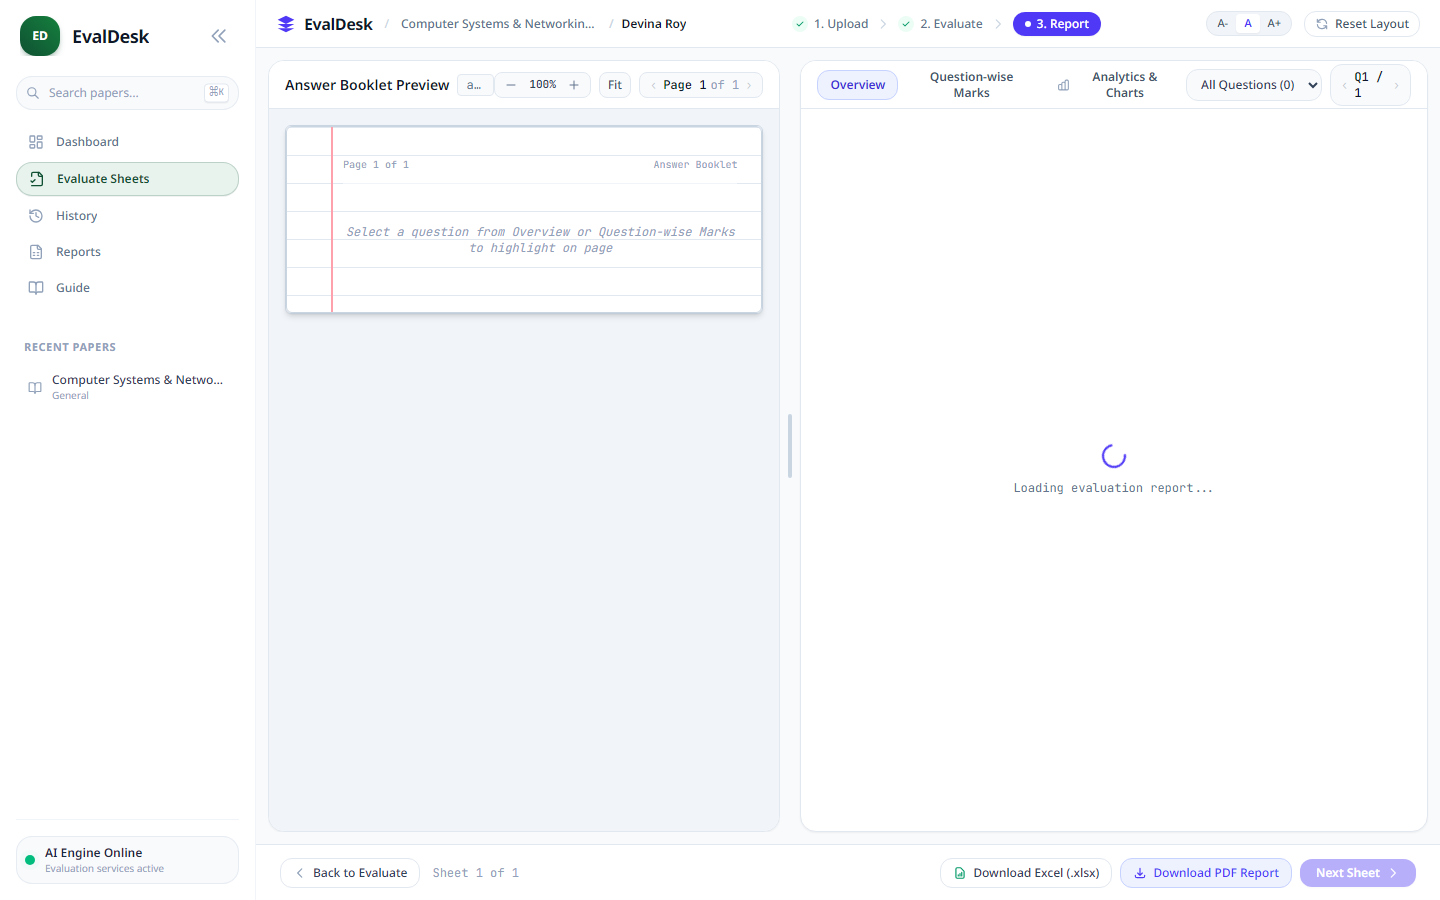 ED
EvalDesk
Search papers...
⌘K
Dashboard
Evaluate Sheets
History
Reports
Guide
RECENT PAPERS
Computer Systems & Netwo...
General
AI Engine Online
Evaluation services active
EvalDesk / Computer Systems & Networkin... / Devina Roy
1. Upload
2. Evaluate
3. Report
A- A A+
Reset Layout
Answer Booklet Preview
a...
− 100% +
Fit
‹ Page 1 of 1 ›
Page 1 of 1
Answer Booklet
Select a question from Overview or Question-wise Marks
to highlight on page
Overview
Question-wise
Marks
Analytics &
Charts
All Questions (0)
‹ Q1 /
1 ›
Loading evaluation report...
Back to Evaluate
Sheet 1 of 1
Download Excel (.xlsx)
Download PDF Report
Next Sheet